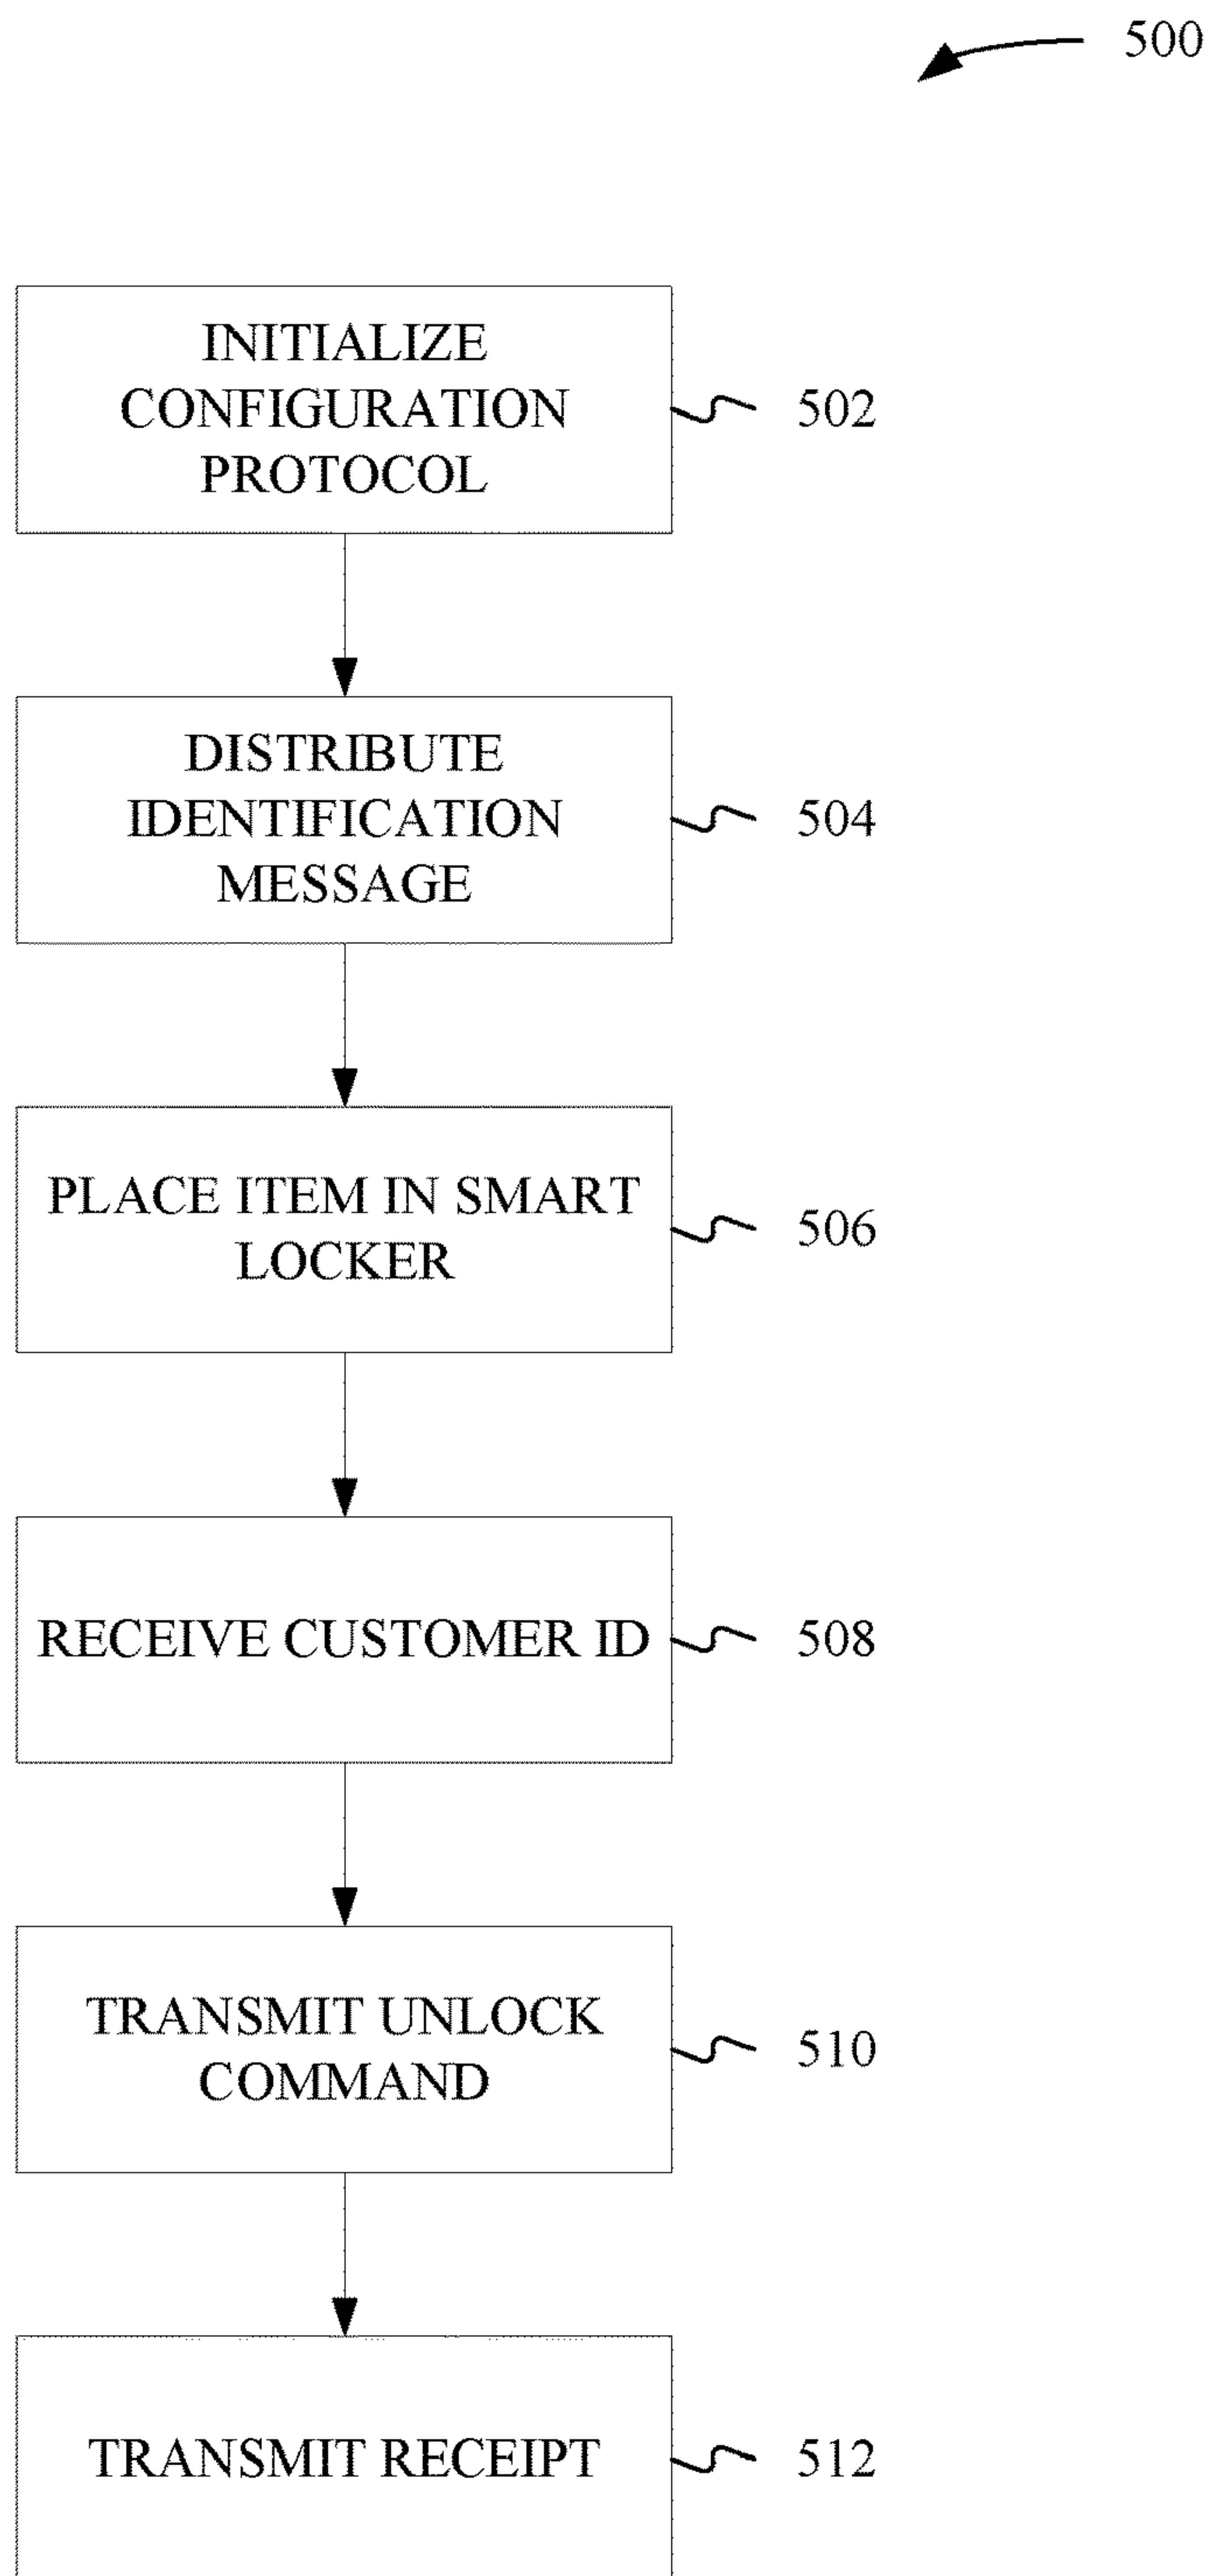 500
INITIALIZE
CONFIGURATION
PROTOCOL
502
DISTRIBUTE
IDENTIFICATION
MESSAGE
504
PLACE ITEM IN SMART
LOCKER
506
RECEIVE CUSTOMER ID
508
TRANSMIT UNLOCK
COMMAND
510
TRANSMIT RECEIPT
512